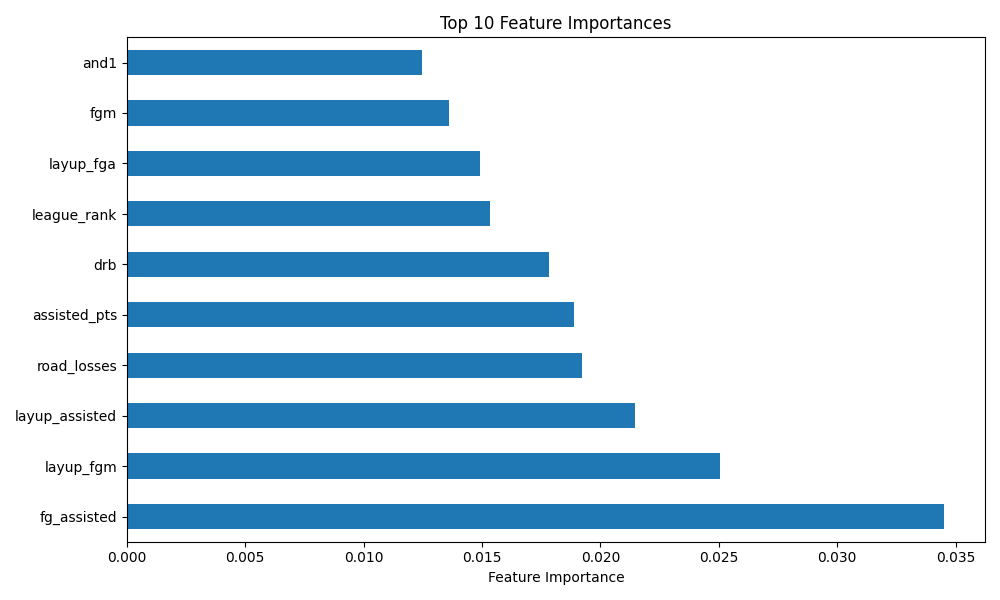 Top 10 Feature Importances
and1
fgm
layup_fga
league_rank
drb
assisted_pts
road_losses
layup_assisted
layup_fgm
fg_assisted
0.000 0.005 0.010 0.015 0.020 0.025 0.030 0.035
Feature Importance